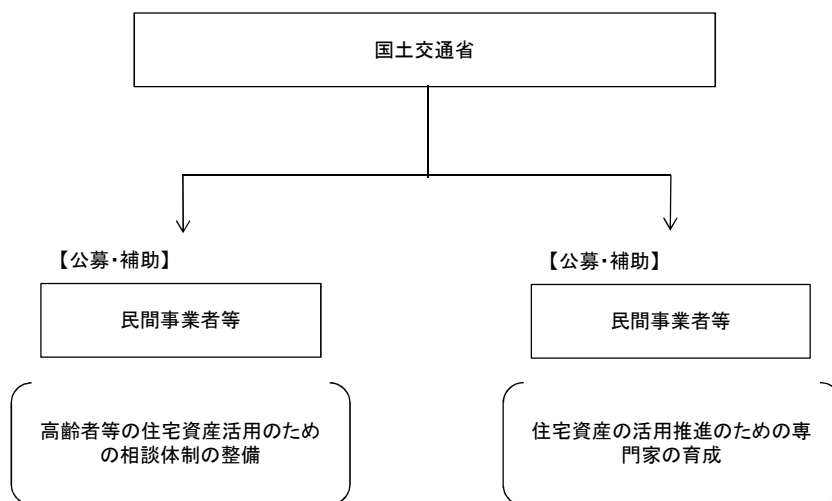 国土交通省
【公募・補助】
民間事業者等
高齢者等の住宅資産活用のため
の相談体制の整備
【公募・補助】
民間事業者等
住宅資産の活用推進のための専
門家の育成